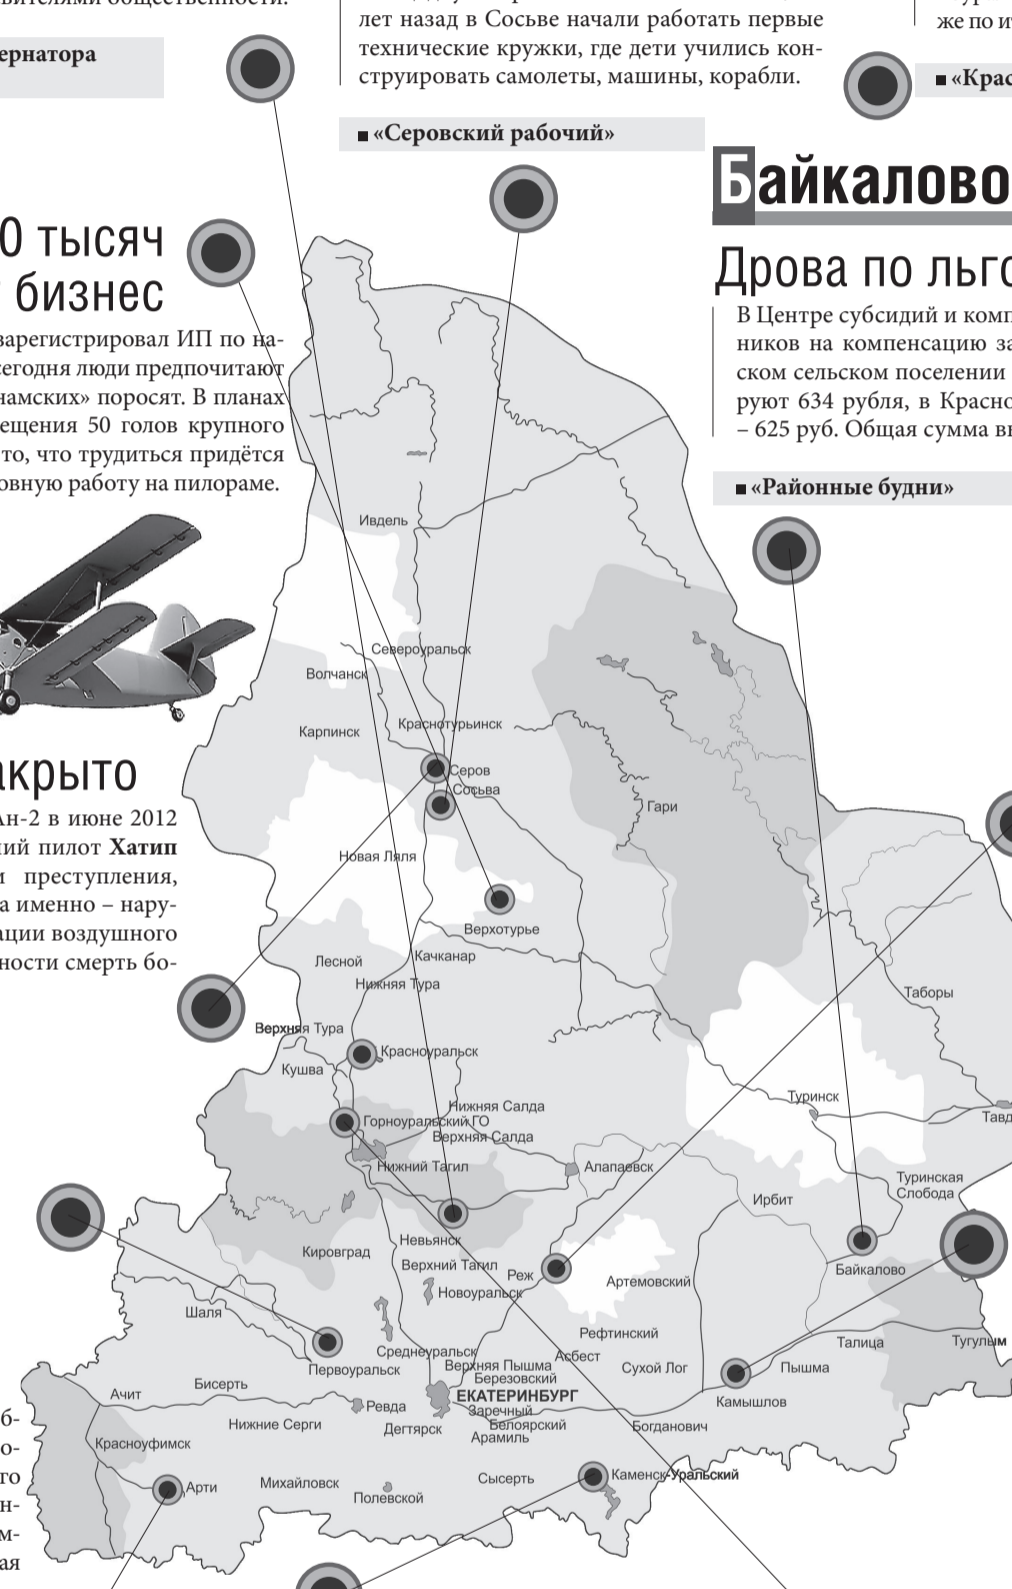 вителями общественности.
ернатора
лет назад в Сосьве начали работать первые
технические кружки, где дети учились кон-
струировать самолеты, машины, корабли.
■ «Серовский рабочий»
же по
■ «Крас
0 тысяч
бизнес
зарегистрировал ИП по на-
сегодня люди предпочитают
намских» поросят. В планах
ещения 50 голов крупного
то, что трудиться придётся
овную работу на пилораме.
Байкалово
Дрова по льго
В Центре субсидий и комп
ников на компенсацию за
ском сельском поселении
руют 634 рубля, в Красно
– 625 руб. Общая сумма
■ «Районные будни»
акрыто
Ан-2 в июне 2012
ний пилот Хатип
и преступления,
а именно – нару-
ации воздушного
ности смерть бо-
Ивдель
Североуральск
Волчанск
Краснотурьинск
Карпинск
Серов
Сосьва
Гари
Новая Ляля
Верхотурье
Качканар
Лесной
Нижняя Тура
Таборы
Верхняя Тура
Красноуральск
Кушва
Туринск
Нижняя Салда
Тавд
Горноуральский ГО
Верхняя Салда
Нижний Тагил
Алапаевск
Туринская
Слобода
Ирбит
Невьянск
Кировград
Верхний Тагил
Реж
Байкалово
Артемовский
Новоуральск
Шаля
Рефтинский
Талица
Тугулым
Среднеуральск
Асбест
Верхняя Пышма
Сухой Лог
Пышма
Первоуральск
Березовский
Бисерть
Ачит
ЕКАТЕРИНБУРГ
Камышлов
Ревда
Заречный
Нижние Серги
Дегтярск
Белоярский
Богданович
Арамиль
Красноуфимск
Каменск-Уральский
Сысерть
Михайловск
Арти
Полевской
б-
о-
го
н-
м-
ая